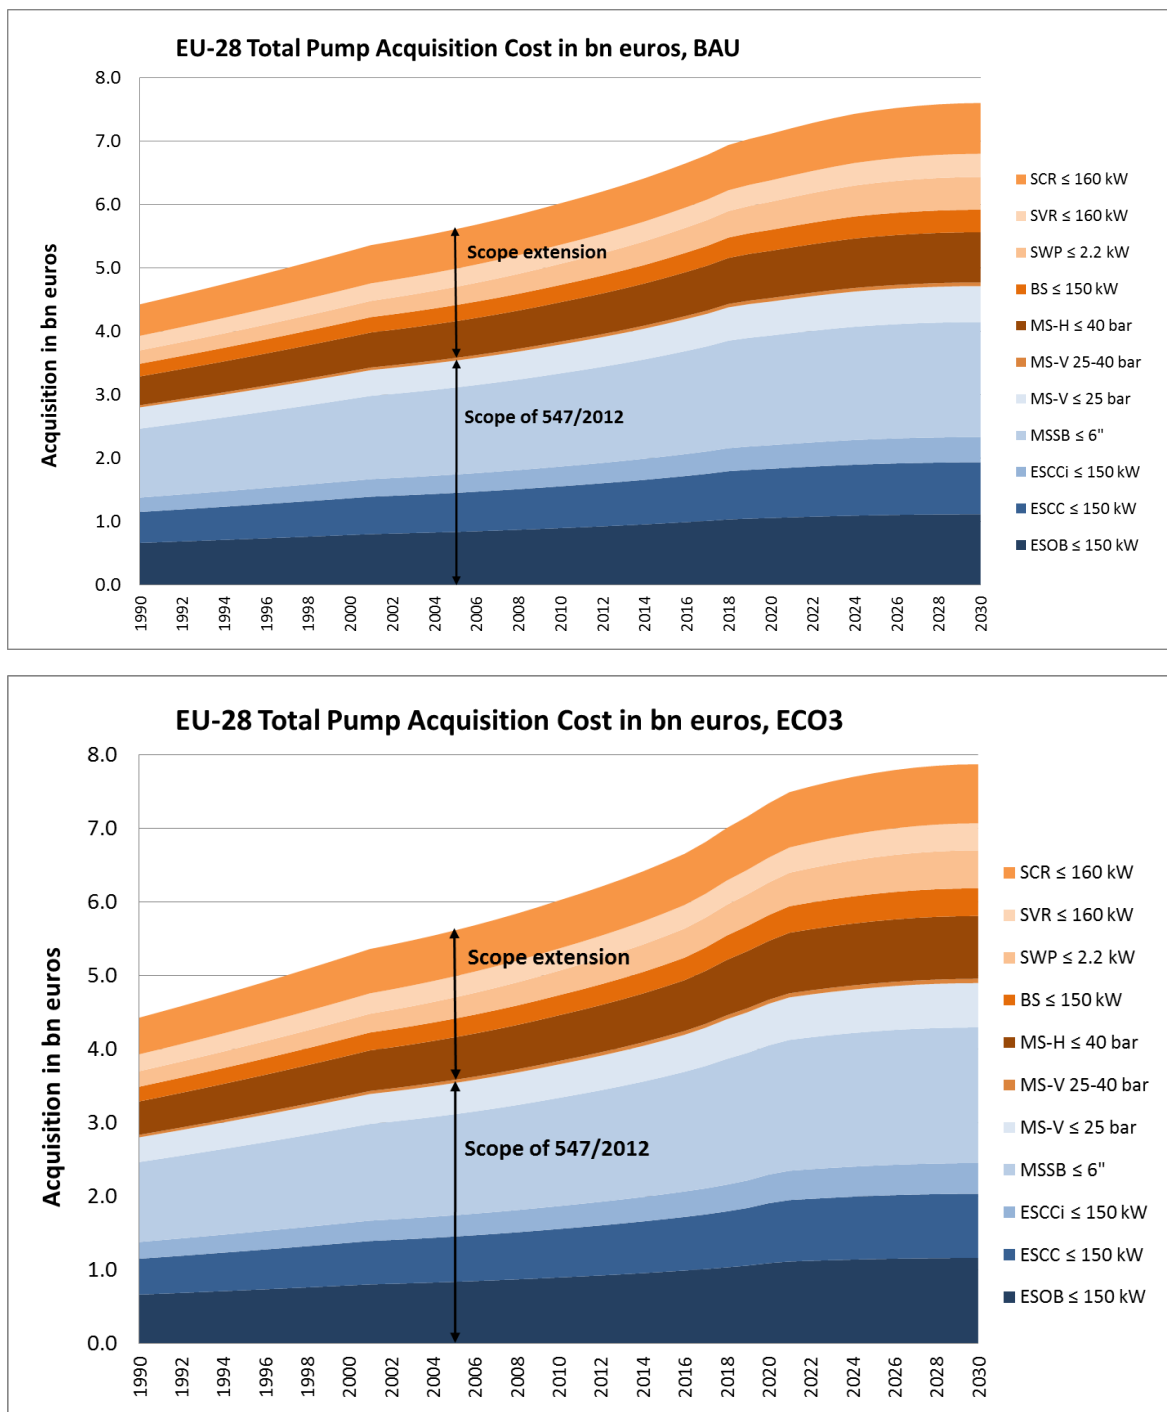 EU-28 Total Pump Acquisition Cost in bn euros, BAU
Acquisition in bn euros
8.0
7.0
6.0
5.0
4.0
3.0
2.0
1.0
0.0
Scope extension
Scope of 547/2012
1990
1992
1994
1996
1998
2000
2002
2004
2006
2008
2010
2012
2014
2016
2018
2020
2022
2024
2026
2028
2030
SCR ≤ 160 kW
SVR ≤ 160 kW
SWP ≤ 2.2 kW
BS ≤ 150 kW
MS-H ≤ 40 bar
MS-V 25-40 bar
MS-V ≤ 25 bar
MSSB ≤ 6"
ESCCi ≤ 150 kW
ESCC ≤ 150 kW
ESOB ≤ 150 kW
EU-28 Total Pump Acquisition Cost in bn euros, ECO3
Acquisition in bn euros
8.0
7.0
6.0
5.0
4.0
3.0
2.0
1.0
0.0
Scope extension
Scope of 547/2012
1990
1992
1994
1996
1998
2000
2002
2004
2006
2008
2010
2012
2014
2016
2018
2020
2022
2024
2026
2028
2030
SCR ≤ 160 kW
SVR ≤ 160 kW
SWP ≤ 2.2 kW
BS ≤ 150 kW
MS-H ≤ 40 bar
MS-V 25-40 bar
MS-V ≤ 25 bar
MSSB ≤ 6"
ESCCi ≤ 150 kW
ESCC ≤ 150 kW
ESOB ≤ 150 kW